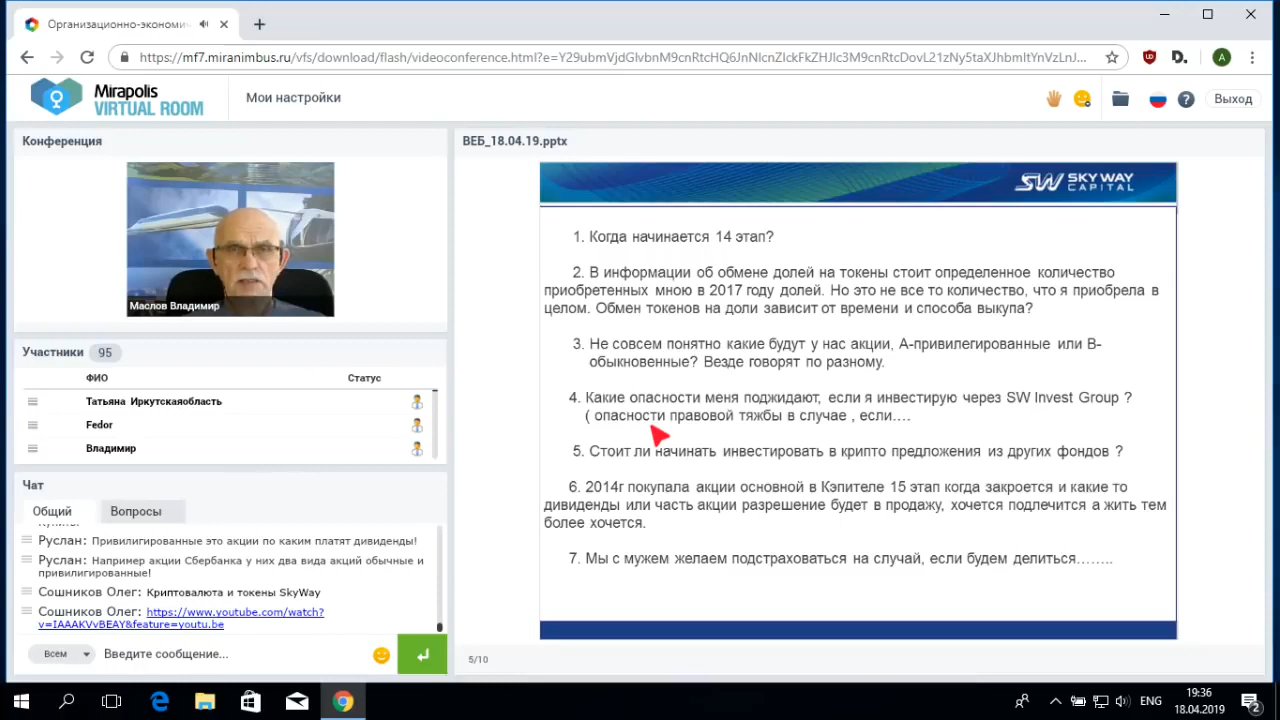 Организационно-экономич
https://mf7.miranimbus.ru/vfs/download/flash/videoconference.html?e=Y29ubmVjdGlvbnM9cnRtcHQ6JnNlcnZlckFkZHJlc3M9cnRtcDovL21zNy5taXJhbmltYnVzLnJ...
A
Mirapolis
VIRTUAL ROOM
Мои настройки
Выход
Конференция
ВЕБ_18.04.19.pptx
Маслов Владимир
SW SKY WAY
CAPITAL
1. Когда начинается 14 этап?
2. В информации об обмене долей на токены стоит определенное количество
приобретенных мною в 2017 году долей. Но это не все то количество, что я приобрела в
целом. Обмен токенов на доли зависит от времени и способа выкупа?
3. Не совсем понятно какие будут у нас акции, А-привилегированные или В-
обыкновенные? Везде говорят по разному.
4. Какие опасности меня поджидают, если я инвестирую через SW Invest Group ?
( опасности правовой тяжбы в случае , если....
5. Стоит ли начинать инвестировать в крипто предложения из других фондов ?
6. 2014г покупала акции основной в Кэпителе 15 этап когда закроется и какие то
дивиденды или часть акции разрешение будет в продажу, хочется подлечится а жить тем
более хочется.
7. Мы с мужем желаем подстраховаться на случай, если будем делиться........
Участники 95
ФИО Статус
Татьяна Иркутскаяобласть
Fedor
Владимир
Чат
Общий Вопросы
Руслан: Привилигированные это акции по каким платят дивиденды!
Руслан: Например акции Сбербанка у них два вида акций обычные и
привилигированные!
Сошников Олег: Криптовалюта и токены SkyWay
Сошников Олег: https://www.youtube.com/watch?
v=IAAAKVvBEAY&feature=youtu.be
Всем Введите сообщение...
5/10
ENG
19:36
18.04.2019
2